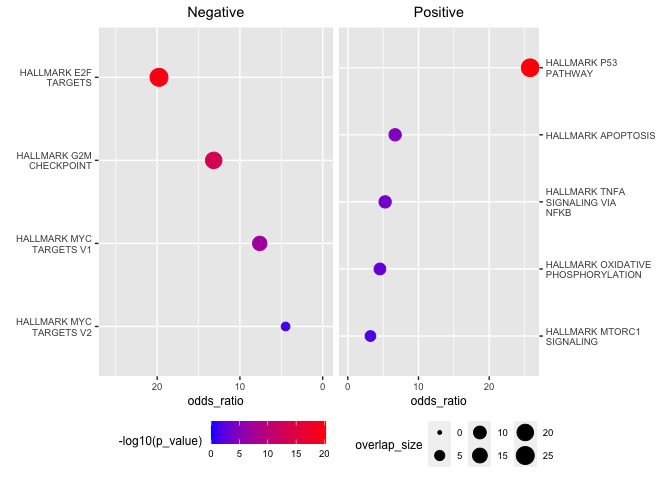 Negative
Positive
HALLMARK E2F
TARGETS
HALLMARK G2M
CHECKPOINT
HALLMARK MYC
TARGETS V1
HALLMARK MYC
TARGETS V2
HALLMARK P53
PATHWAY
HALLMARK APOPTOSIS
HALLMARK TNFA
SIGNALING VIA
NFKB
HALLMARK OXIDATIVE
PHOSPHORYLATION
HALLMARK MTORC1
SIGNALING
20 10 0
0 10 20
odds_ratio
odds_ratio
-log10(p_value)
0 5 10 15 20
overlap_size
0 10 20
5 15 25